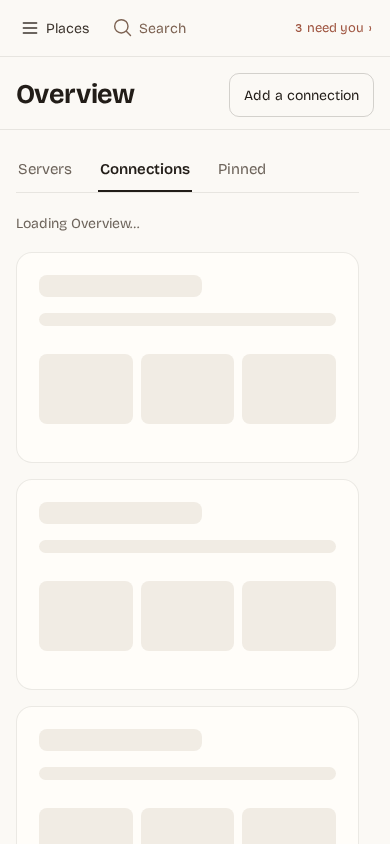 Places
Search
3 need you ›
Overview
Add a connection
Servers
Connections
Pinned
Loading Overview...